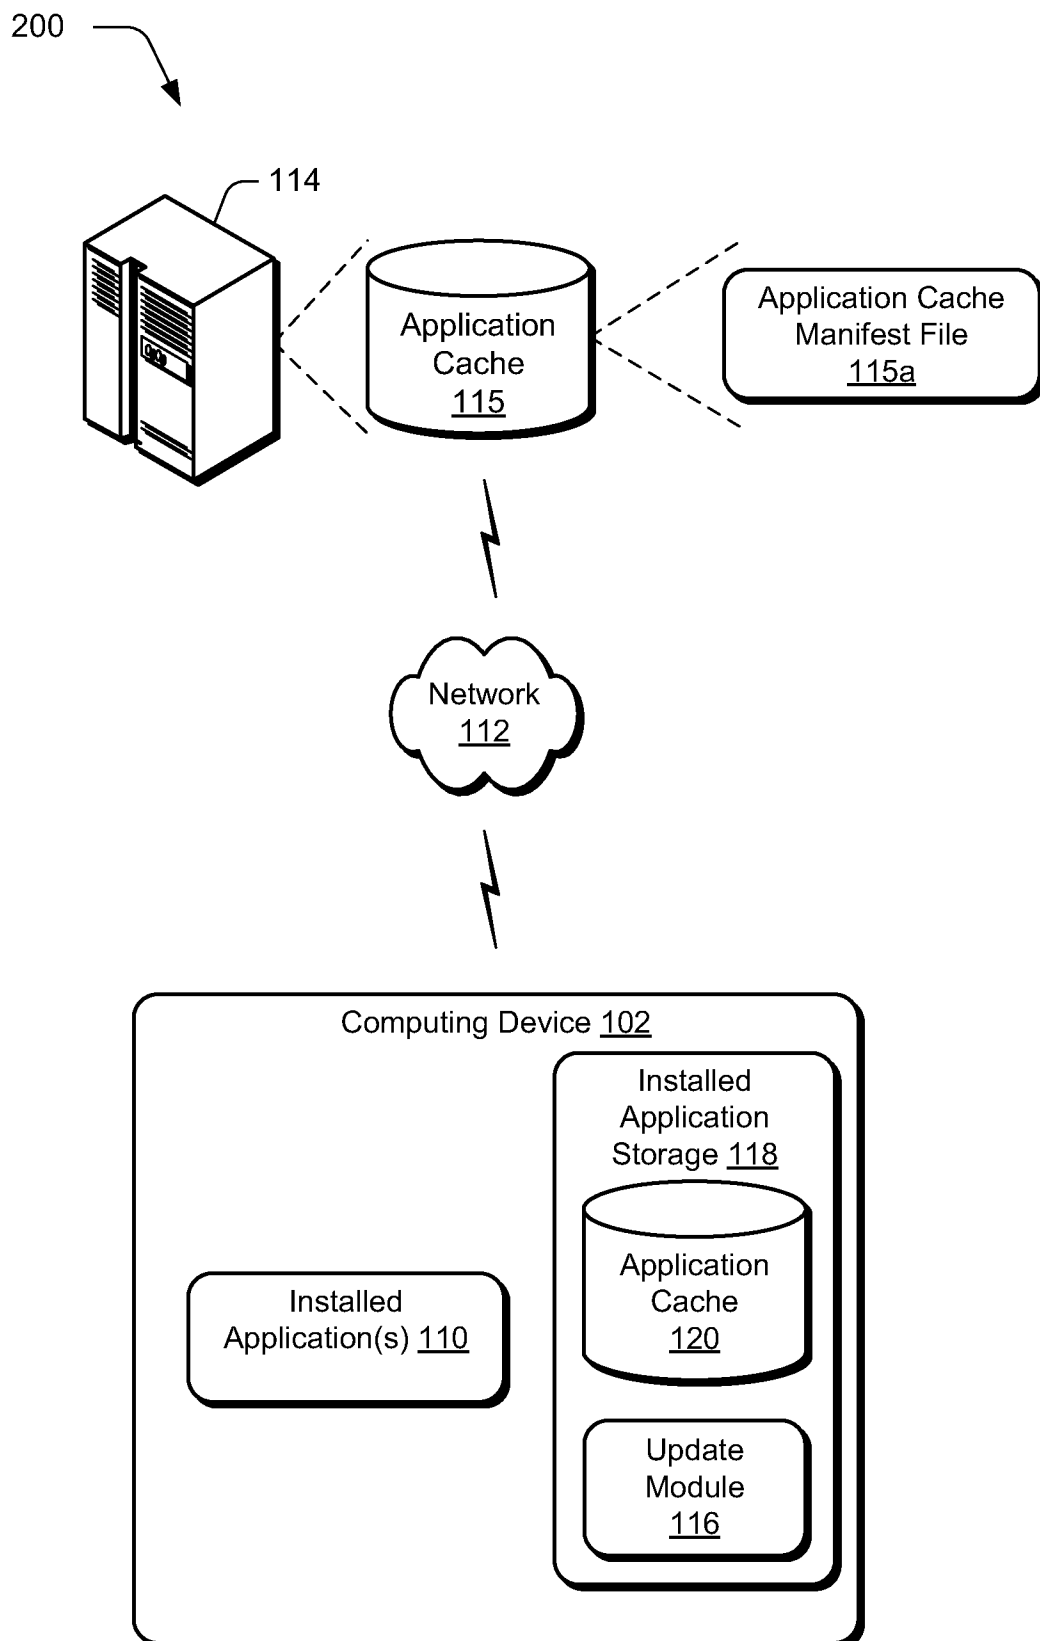 200
114
Application
Cache
115
Application Cache
Manifest File
115a
Network
112
Computing Device 102
Installed
Application
Storage 118
Application
Cache
120
Installed
Application(s) 110
Update
Module
116